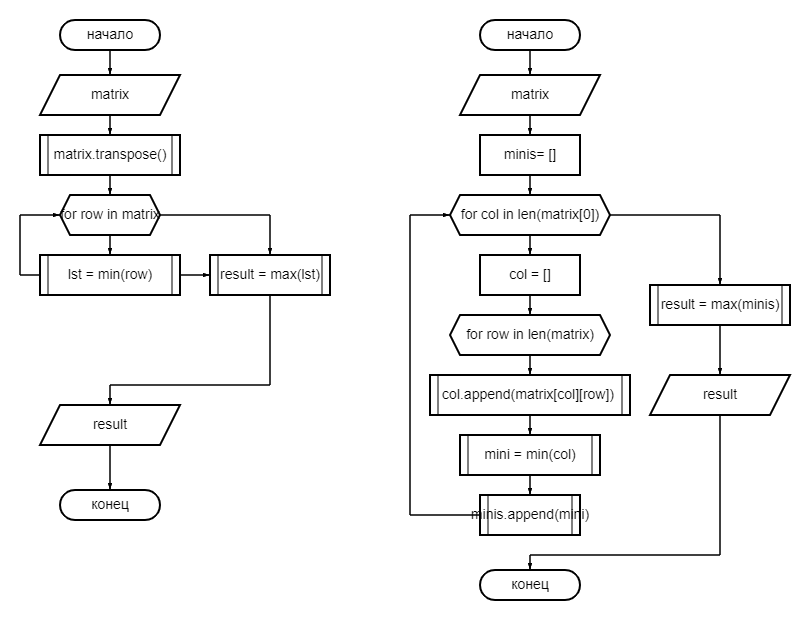 начало
matrix
matrix.transpose()
for row in matrix
lst = min(row)
result = max(lst)
result
конец
начало
matrix
minis= []
for col in len(matrix[0])
col = []
for row in len(matrix)
col.append(matrix[col][row])
mini = min(col)
minis.append(mini)
result = max(minis)
result
конец